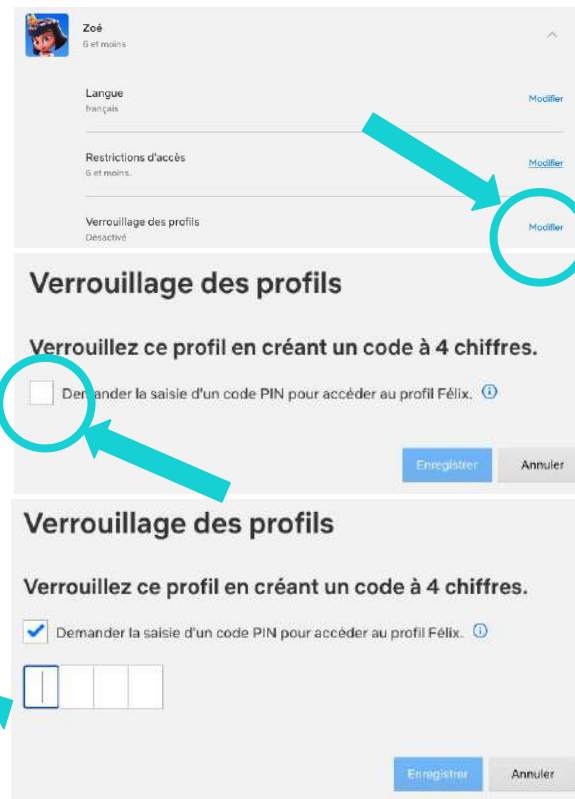 Zoé
6 et moins
Langue
Modifier
français
Restrictions d'accès
Modifier
6 et moins.
Verrouillage des profils
Modifier
Désactivé
Verrouillage des profils
Verrouillez ce profil en créant un code à 4 chiffres.
Demander la saisie d'un code PIN pour accéder au profil Félix.
Enregistrer Annuler
Verrouillage des profils
Verrouillez ce profil en créant un code à 4 chiffres.
Demander la saisie d'un code PIN pour accéder au profil Félix.
Enregistrer Annuler